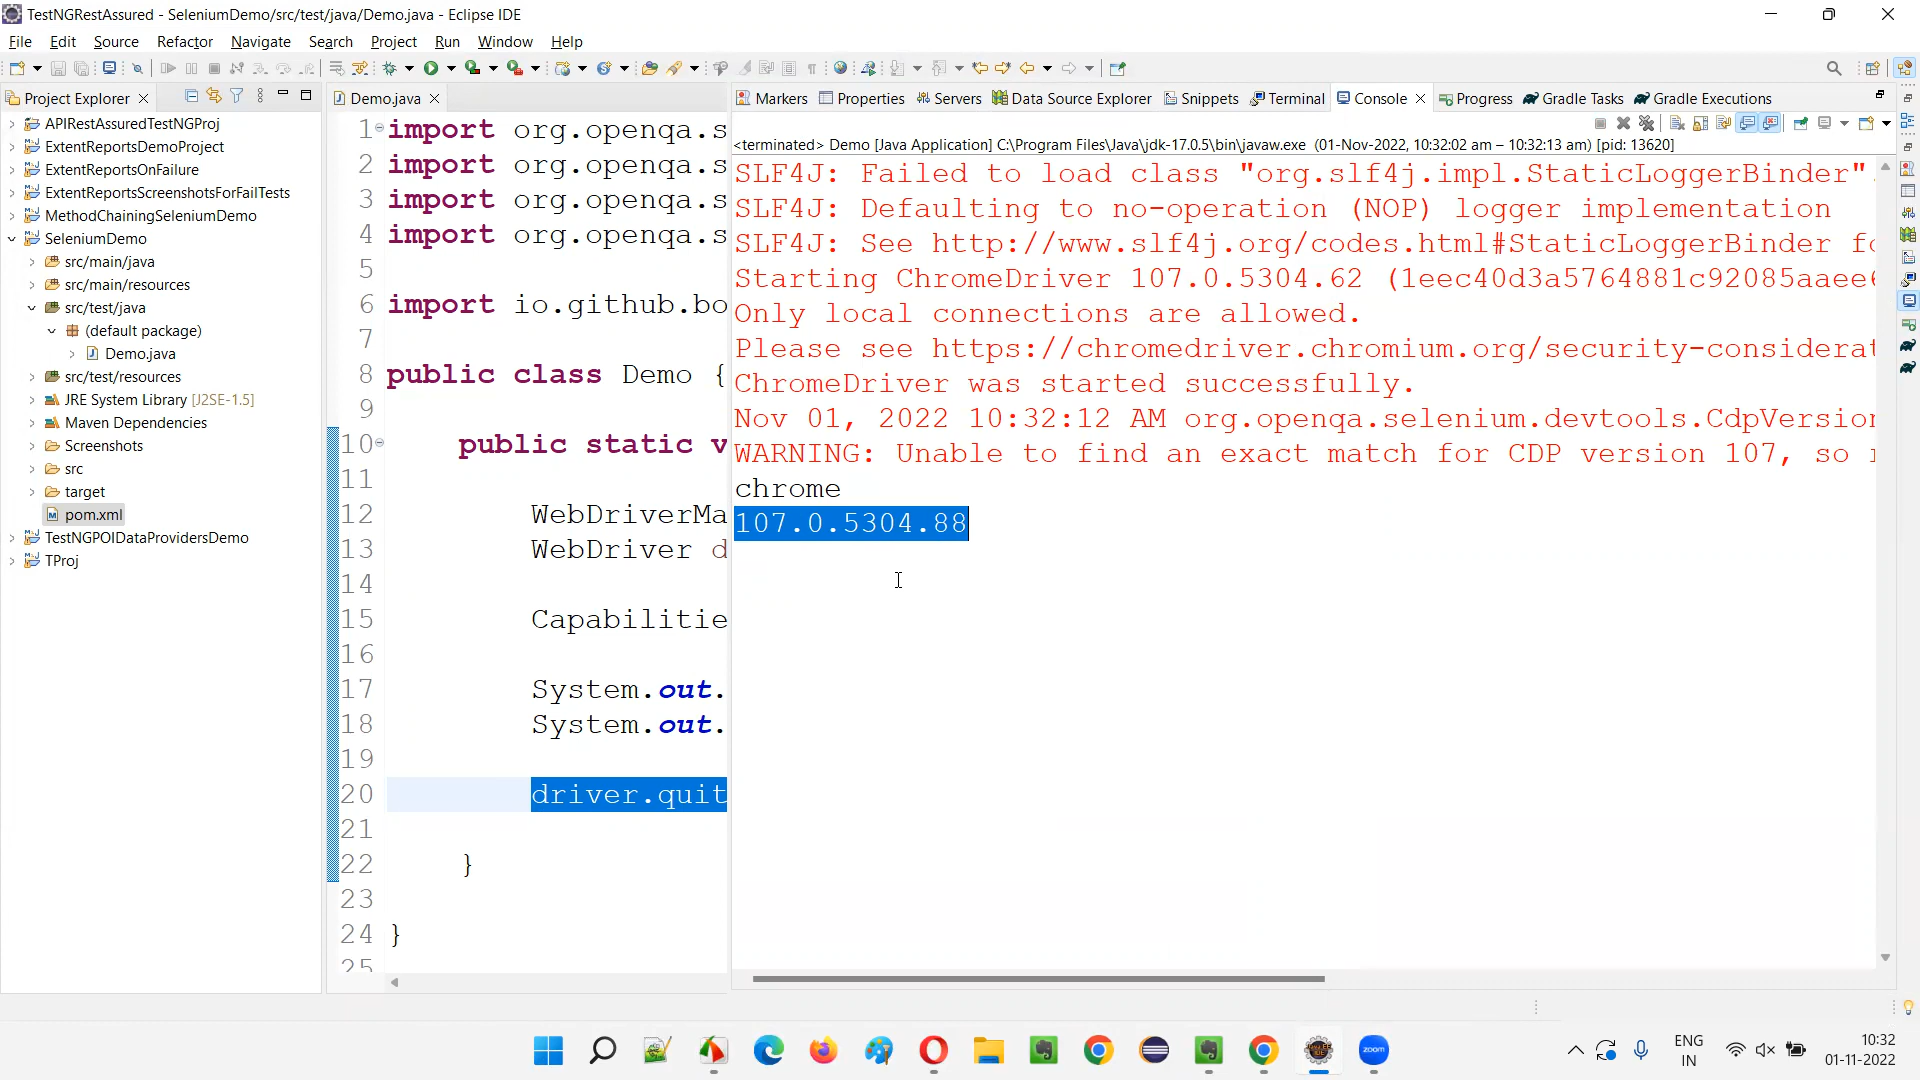 TestNGRestAssured - SeleniumDemo/src/test/java/Demo.java - Eclipse IDE
File Edit Source Refactor Navigate Search Project Run Window Help
Project Explorer
APIRestAssuredTestNGProj
ExtentReportsDemoProject
ExtentReportsOnFailure
ExtentReportsScreenshotsForFailTests
MethodChainingSeleniumDemo
SeleniumDemo
src/main/java
src/main/resources
src/test/java
(default package)
Demo.java
src/test/resources
JRE System Library [J2SE-1.5]
Maven Dependencies
Screenshots
src
target
pom.xml
TestNGPOIDataProvidersDemo
TProj
Demo.java
1 import org.openqa.s
2 import org.openqa.s
3 import org.openqa.s
4 import org.openqa.s
5
6 import io.github.bo
7
8 public class Demo {
9
10 public static v
11
12 WebDriverMa
13 WebDriver d
14
15 Capabilitie
16
17 System.out.
18 System.out.
19
20 driver.quit
21
22 }
23
24 }
25
Markers Properties Servers Data Source Explorer Snippets Terminal Console Progress Gradle Tasks Gradle Executions
<terminated> Demo [Java Application] C:\Program Files\Java\jdk-17.0.5\bin\javaw.exe (01-Nov-2022, 10:32:02 am – 10:32:13 am) [pid: 13620]
SLF4J: Failed to load class "org.slf4j.impl.StaticLoggerBinder".
SLF4J: Defaulting to no-operation (NOP) logger implementation
SLF4J: See http://www.slf4j.org/codes.html#StaticLoggerBinder fo
Starting ChromeDriver 107.0.5304.62 (1eec40d3a5764881c92085aaee6
Only local connections are allowed.
Please see https://chromedriver.chromium.org/security-considerat
ChromeDriver was started successfully.
Nov 01, 2022 10:32:12 AM org.openqa.selenium.devtools.CdpVersion
WARNING: Unable to find an exact match for CDP version 107, so r
chrome
107.0.5304.88
zoom
ENG
IN
10:32
01-11-2022